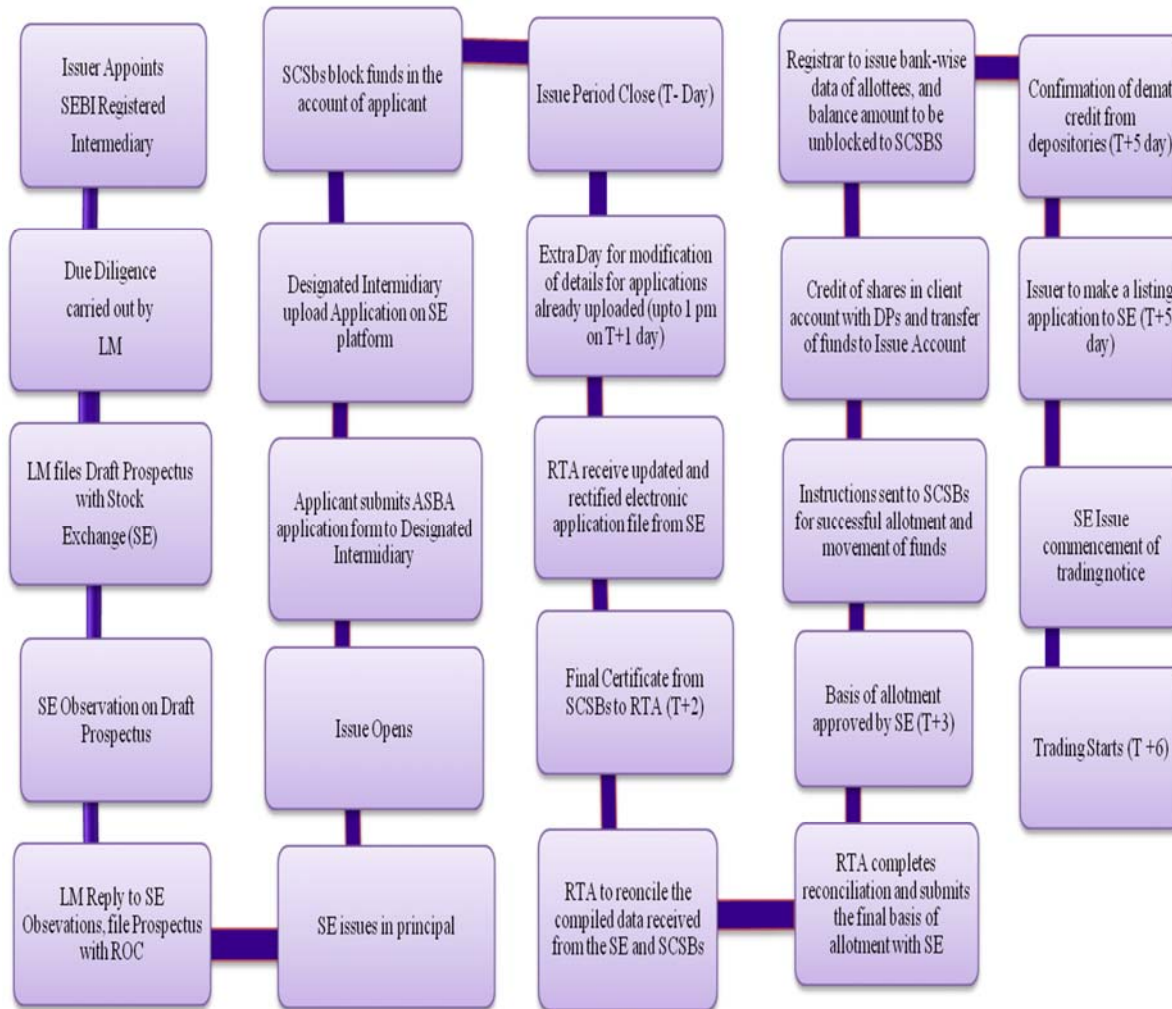 Issuer Appoints
SEBI Registered
Intermediary
Due Diligence
carried out by
LM
LM files Draft Prospectus
with Stock
Exchange (SE)
SE Observation on Draft
Prospectus
LM Reply to SE
Obsevations, file Prospectus
with ROC
SE issues in principal
Issue Opens
Applicant submits ASBA
application form to Designated
Intermidiary
Designated Intermidiary
upload Application on SE
platform
SCSbs block funds in the
account of applicant
Issue Period Close (T- Day)
Extra Day for modification
of details for applications
already uploaded (upto 1 pm
on T+1 day)
RTA receive updated and
rectified electronic
application file from SE
Final Certificate from
SCSBs to RTA (T+2)
RTA to reconcile the
compiled data received
from the SE and SCSBs
RTA completes
reconciliation and submits
the final basis of
allotment with SE
Basis of allotment
approved by SE (T+3)
Instructions sent to SCSBs
for successful allotment and
movement of funds
Credit of shares in client
account with DPs and transfer
of funds to Issue Account
Registrar to issue bank-wise
data of allottees, and
balance amount to be
unblocked to SCSBS
Confirmation of demat
credit from
depositories (T+5 day)
Issuer to make a listing
application to SE (T+5
day)
SE Issue
commencement of
trading notice
Trading Starts (T +6)